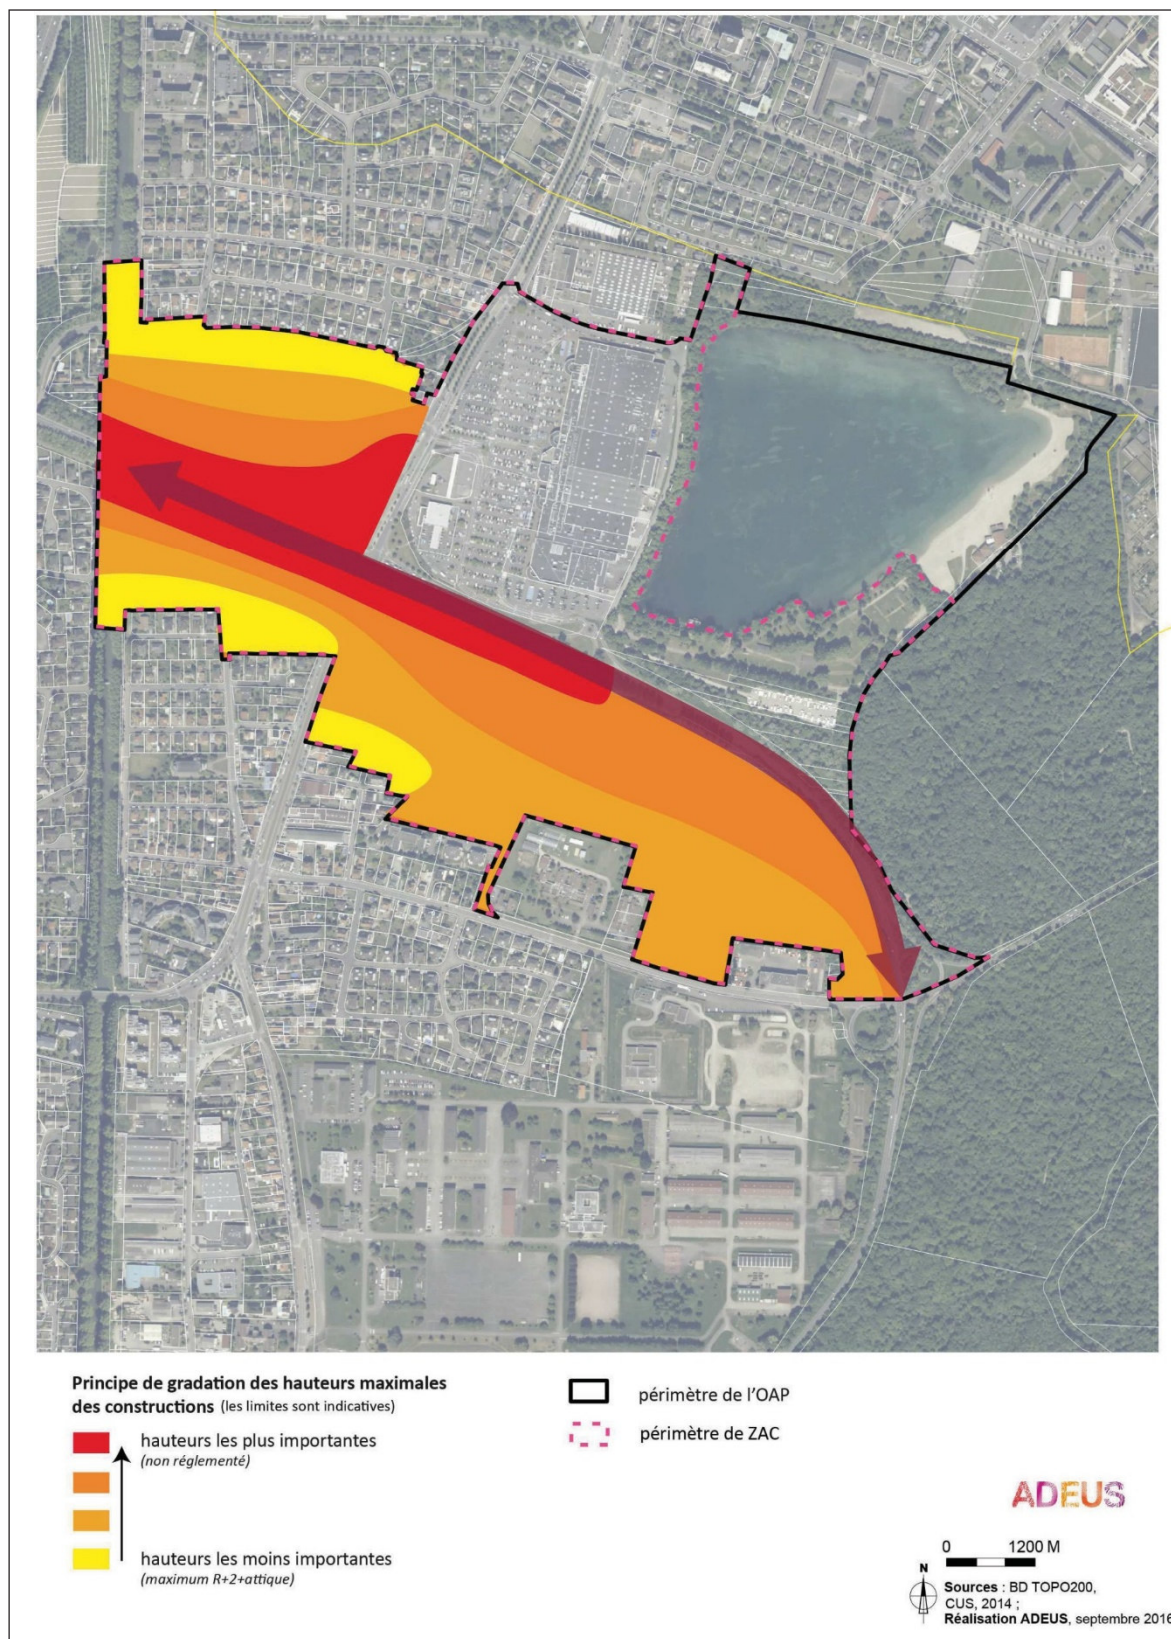 Principe de gradation des hauteurs maximales
des constructions (les limites sont indicatives)
hauteurs les plus importantes
(non réglementé)
hauteurs les moins importantes
(maximum R+2+attique)
périmètre de l'OAP
périmètre de ZAC
ADEUS
0 1200 M
N
Sources : BD TOPO200,
CUS, 2014 ;
Réalisation ADEUS, septembre 2016